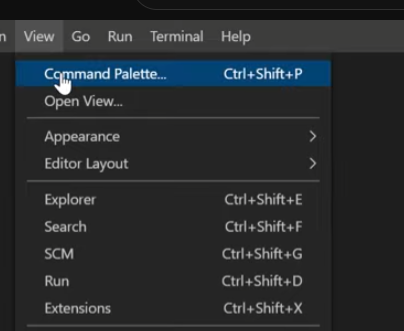 n View Go Run Terminal Help
Command Palette... Ctrl+Shift+P
Open View...
Appearance
Editor Layout
Explorer Ctrl+Shift+E
Search Ctrl+Shift+F
SCM Ctrl+Shift+G
Run Ctrl+Shift+D
Extensions Ctrl+Shift+X